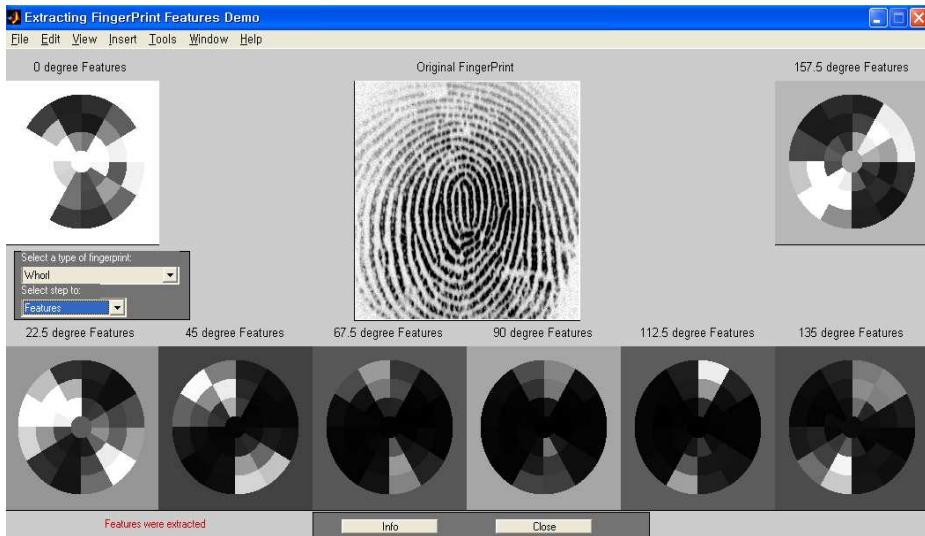 Extracting FingerPrint Features Demo
File Edit View Insert Tools Window Help
0 degree Features
Original FingerPrint
157.5 degree Features
Select a type of fingerprint:
Whorl
Select step to:
Features
22.5 degree Features
45 degree Features
67.5 degree Features
90 degree Features
112.5 degree Features
135 degree Features
Features were extracted
Info
Close